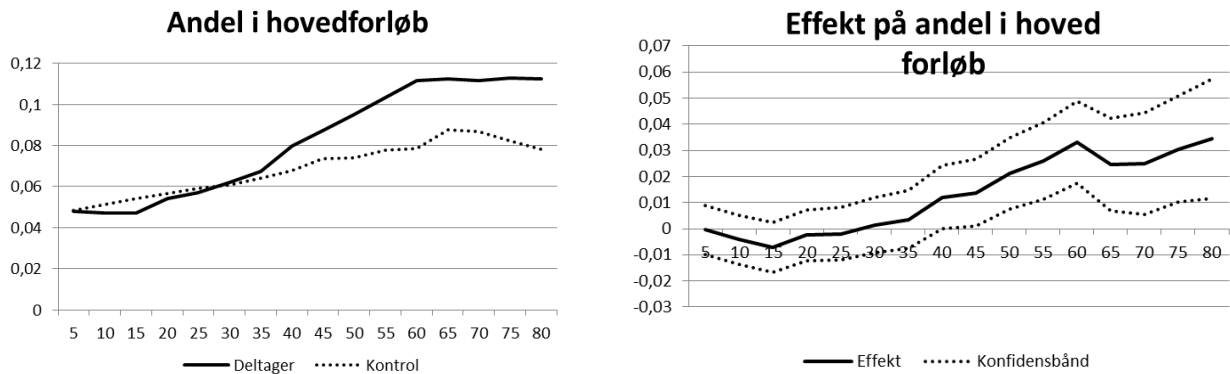 Andel i hovedforløb
0,12
0,1
0,08
0,06
0,04
0,02
0
5 10 15 20 25 30 35 40 45 50 55 60 65 70 75 80
Deltager Kontrol
Effekt på andel i hoved
forløb
0,07
0,06
0,05
0,04
0,03
0,02
0,01
0
-0,01
-0,02
-0,03
5 10 15 20 25 30 35 40 45 50 55 60 65 70 75 80
Effekt Konfidensbånd